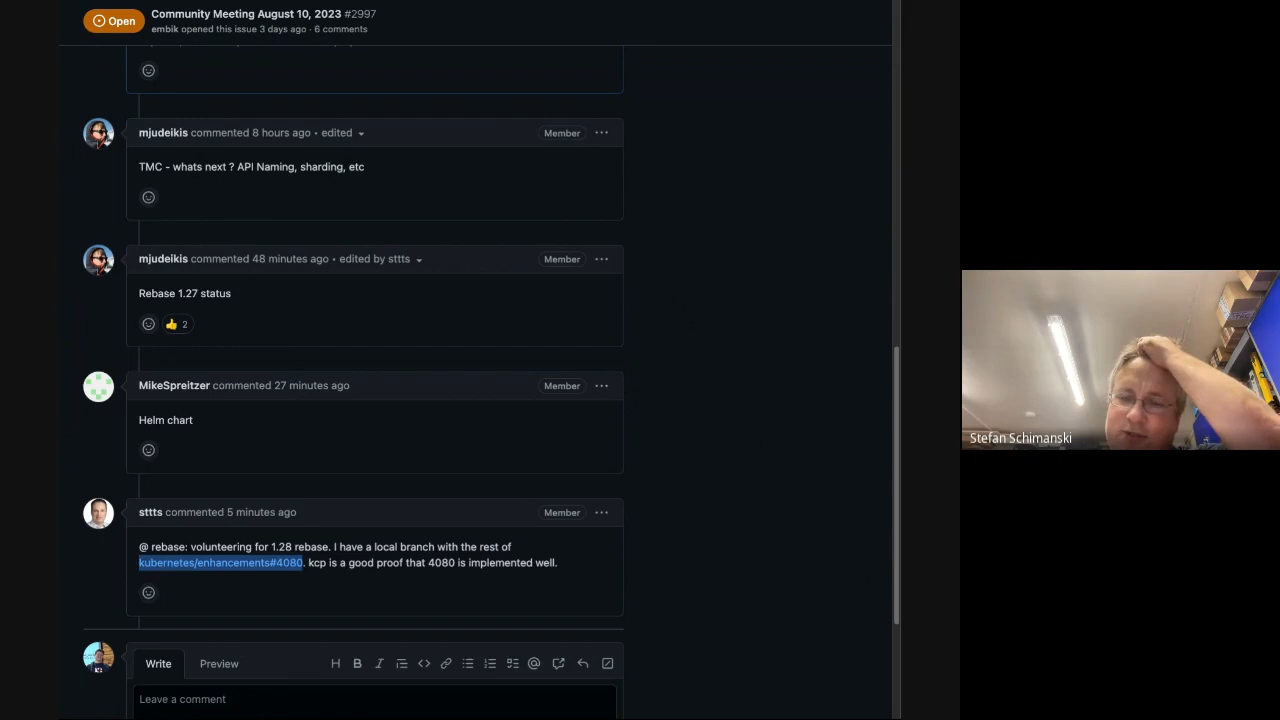 Open
Community Meeting August 10, 2023 #2997
embik opened this issue 3 days ago · 6 comments
mjudeikis commented 8 hours ago • edited
Member
TMC - whats next ? API Naming, sharding, etc
mjudeikis commented 48 minutes ago • edited by sttts
Member
Rebase 1.27 status
👍 2
MikeSpreitzer commented 27 minutes ago
Member
Helm chart
sttts commented 5 minutes ago
Member
@ rebase: volunteering for 1.28 rebase. I have a local branch with the rest of
kubernetes/enhancements#4080. kcp is a good proof that 4080 is implemented well.
Write Preview
Leave a comment
Stefan Schimanski